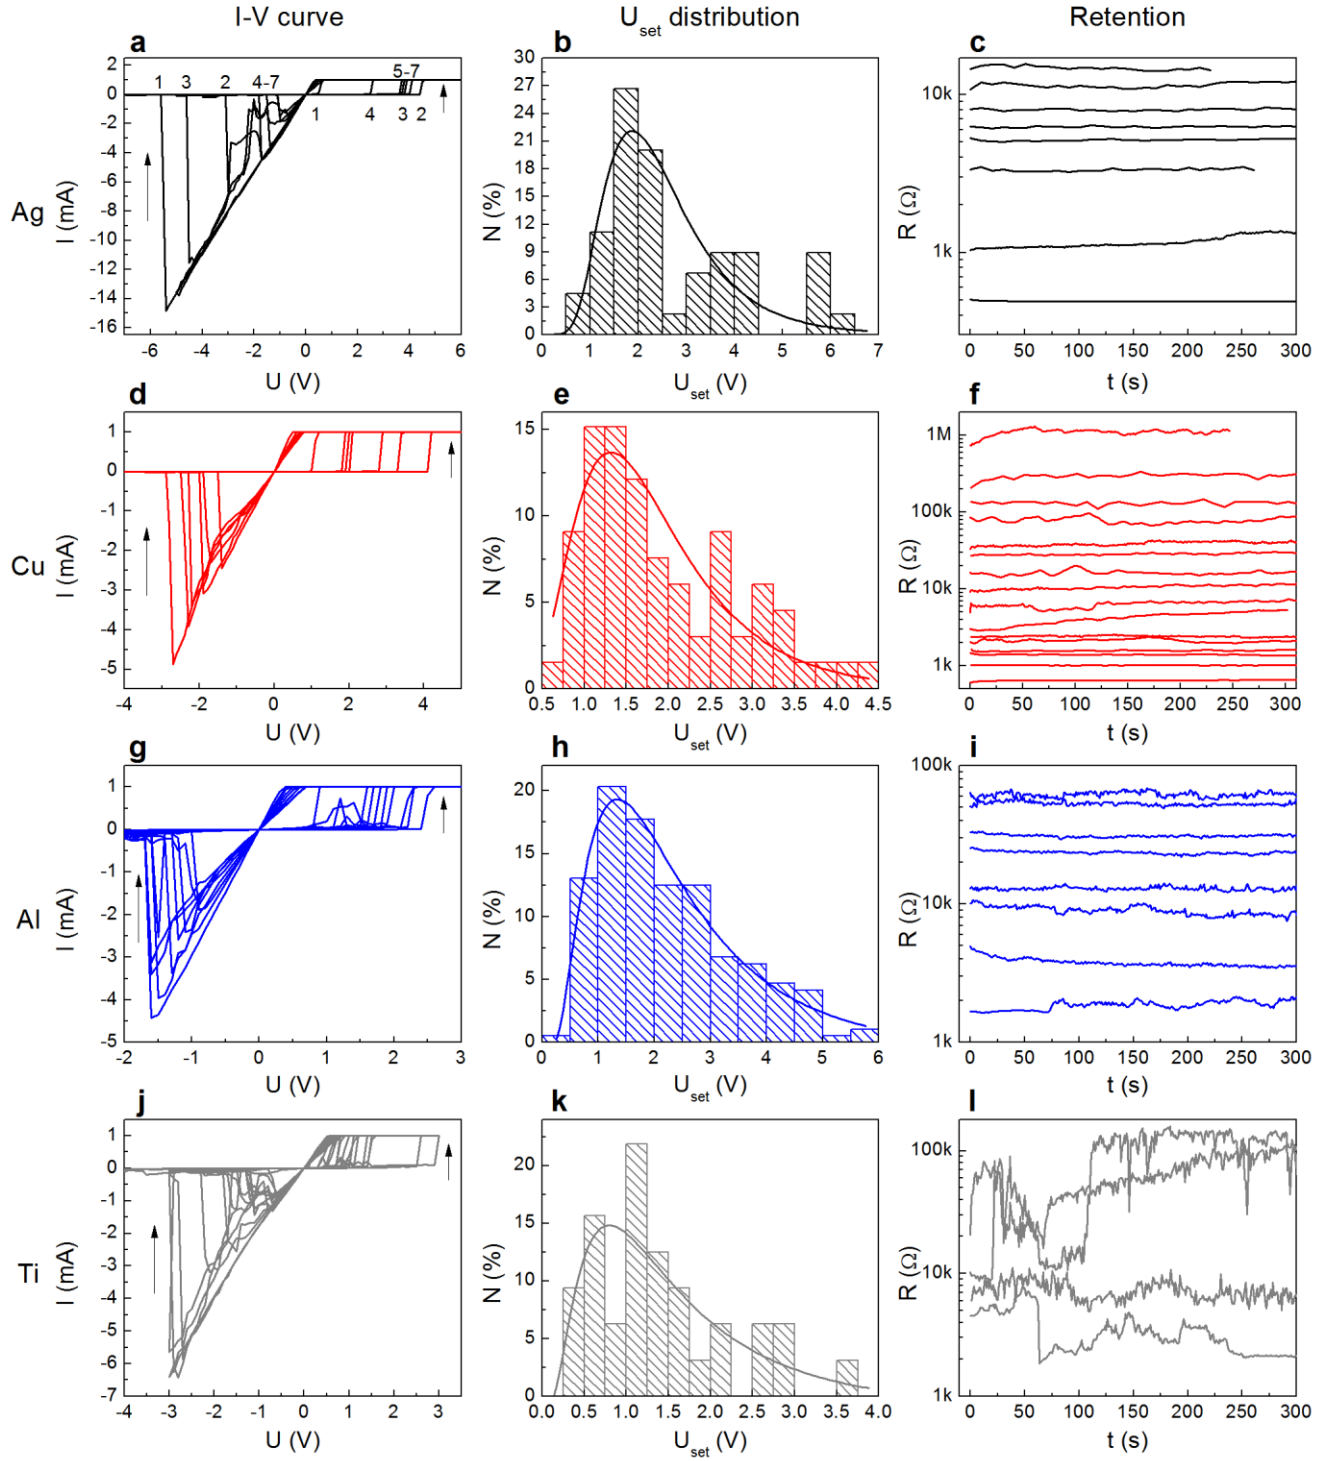 I-V curve
U_set distribution
Retention
a
b
c
Ag
I (mA)
2
0
-2
-4
-6
-8
-10
-12
-14
-16
1 3 2 4-7
5-7
1 4 3 2
-6 -4 -2 0 2 4 6
U (V)
N (%)
30
27
24
21
18
15
12
9
6
3
0
0 1 2 3 4 5 6 7
U_set (V)
R (Ω)
10k
1k
0 50 100 150 200 250 300
t (s)
d
e
f
Cu
I (mA)
1
0
-1
-2
-3
-4
-5
-4 -2 0 2 4
U (V)
N (%)
15
10
5
0
0.5 1.0 1.5 2.0 2.5 3.0 3.5 4.0 4.5
U_set (V)
R (Ω)
1M
100k
10k
1k
0 50 100 150 200 250 300
t (s)
g
h
i
Al
I (mA)
1
0
-1
-2
-3
-4
-5
-2 -1 0 1 2 3
U (V)
N (%)
20
15
10
5
0
0 1 2 3 4 5 6
U_set (V)
R (Ω)
100k
10k
1k
0 50 100 150 200 250 300
t (s)
j
k
l
Ti
I (mA)
1
0
-1
-2
-3
-4
-5
-6
-7
-4 -3 -2 -1 0 1 2 3
U (V)
N (%)
20
15
10
5
0
0.0 0.5 1.0 1.5 2.0 2.5 3.0 3.5 4.0
U_set (V)
R (Ω)
100k
10k
1k
0 50 100 150 200 250 300
t (s)